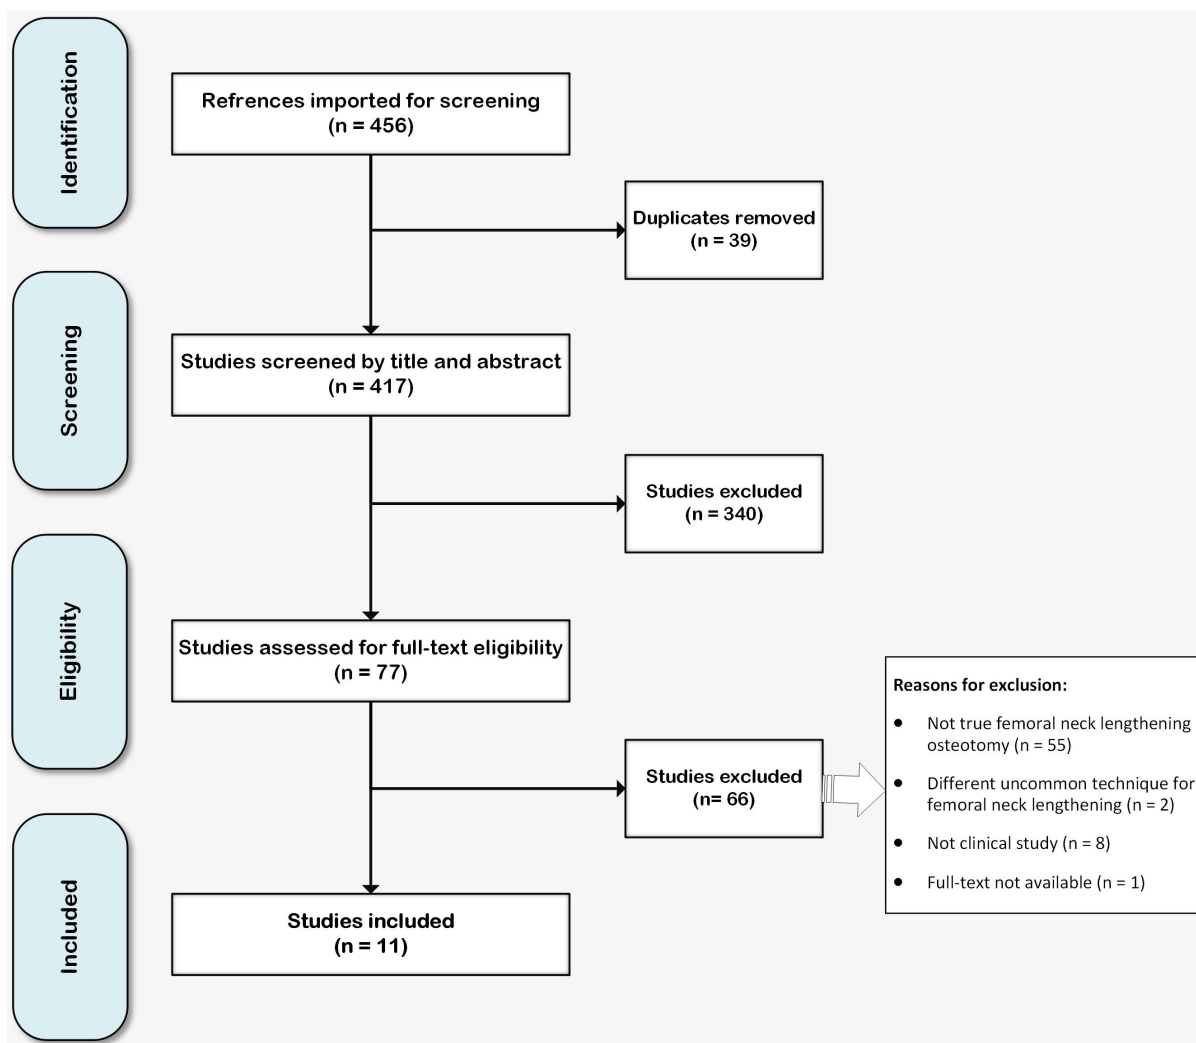 Identification
Refrences imported for screening
(n = 456)
Duplicates removed
(n = 39)
Screening
Studies screened by title and abstract
(n = 417)
Studies excluded
(n = 340)
Eligibility
Studies assessed for full-text eligibility
(n = 77)
Studies excluded
(n= 66)
Reasons for exclusion:
● Not true femoral neck lengthening
osteotomy (n = 55)
● Different uncommon technique for
femoral neck lengthening (n = 2)
● Not clinical study (n = 8)
● Full-text not available (n = 1)
Included
Studies included
(n = 11)